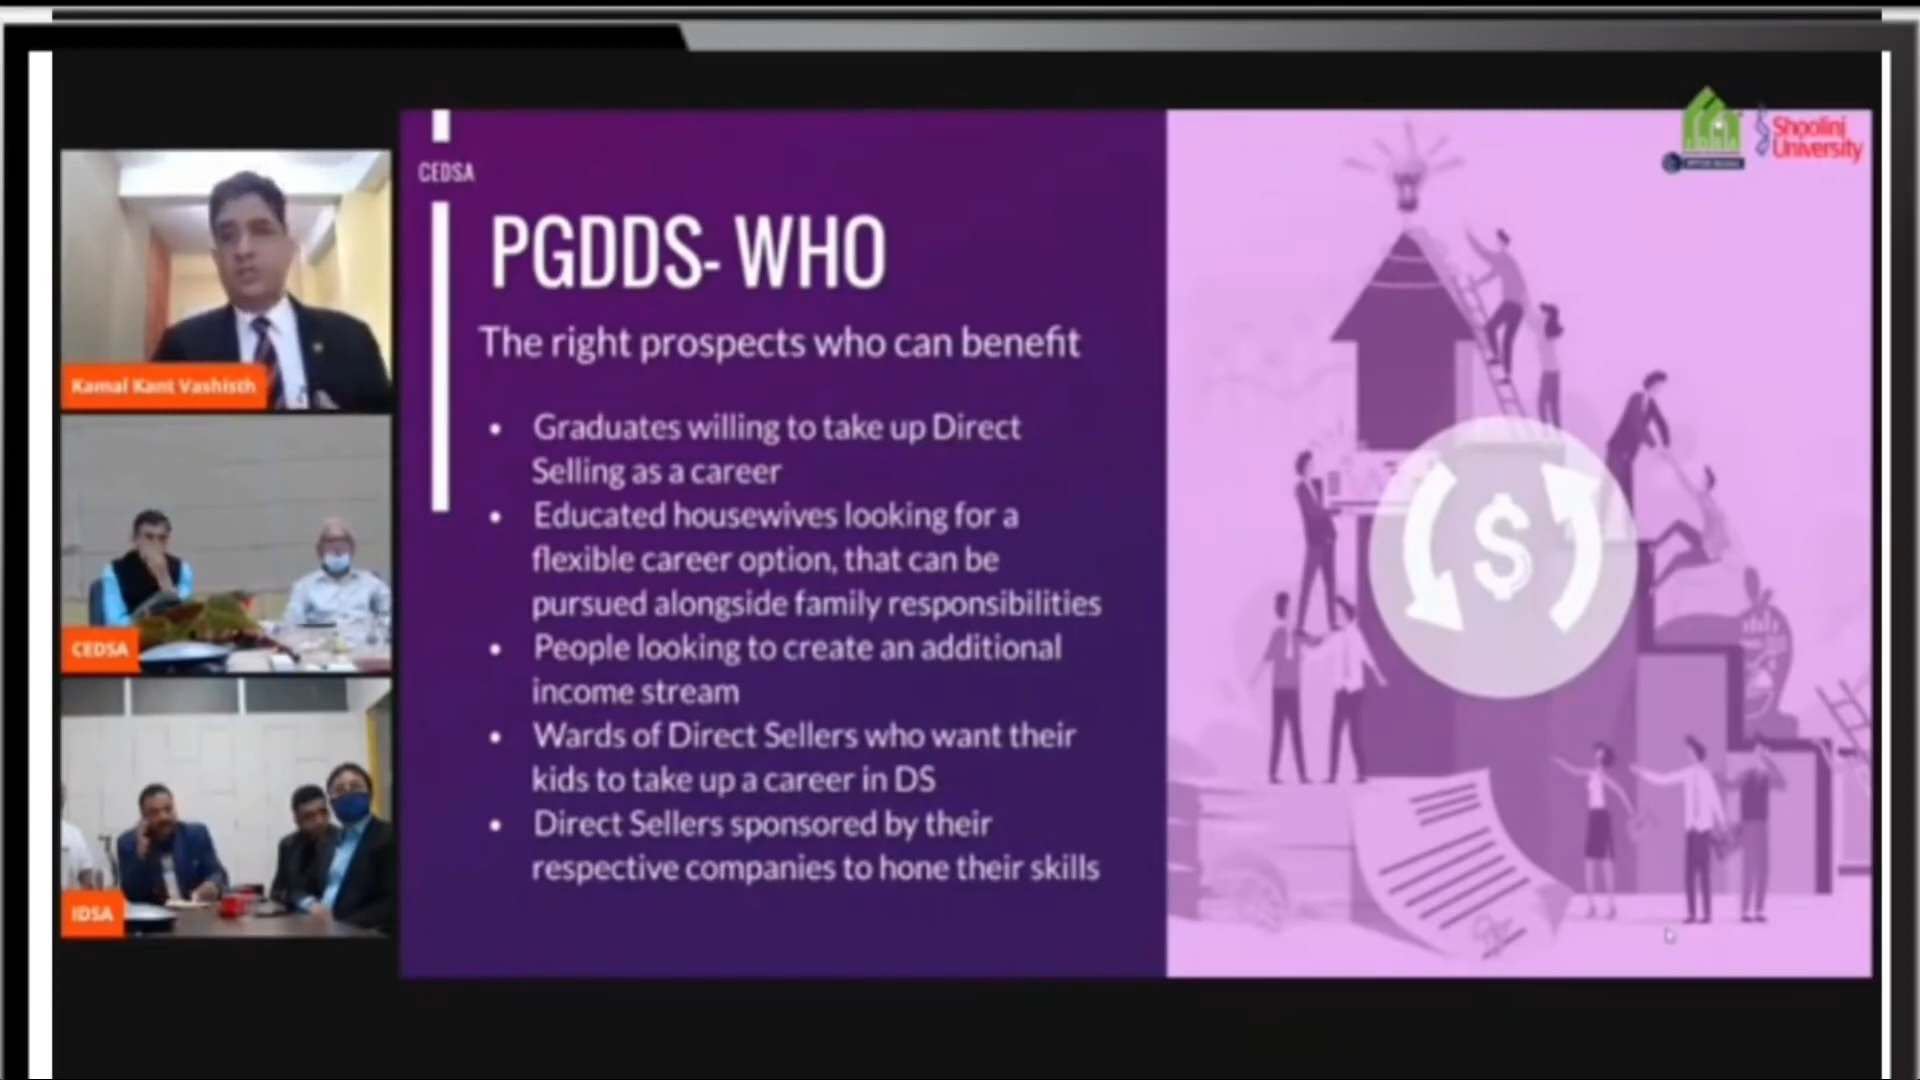 Shoolini
University
CEDSA
PGDDS- WHO
The right prospects who can benefit
• Graduates willing to take up Direct
Selling as a career
• Educated housewives looking for a
flexible career option, that can be
pursued alongside family responsibilities
• People looking to create an additional
income stream
• Wards of Direct Sellers who want their
kids to take up a career in DS
• Direct Sellers sponsored by their
respective companies to hone their skills
$
Kamal Kant Vashisth
CEDSA
IDSA